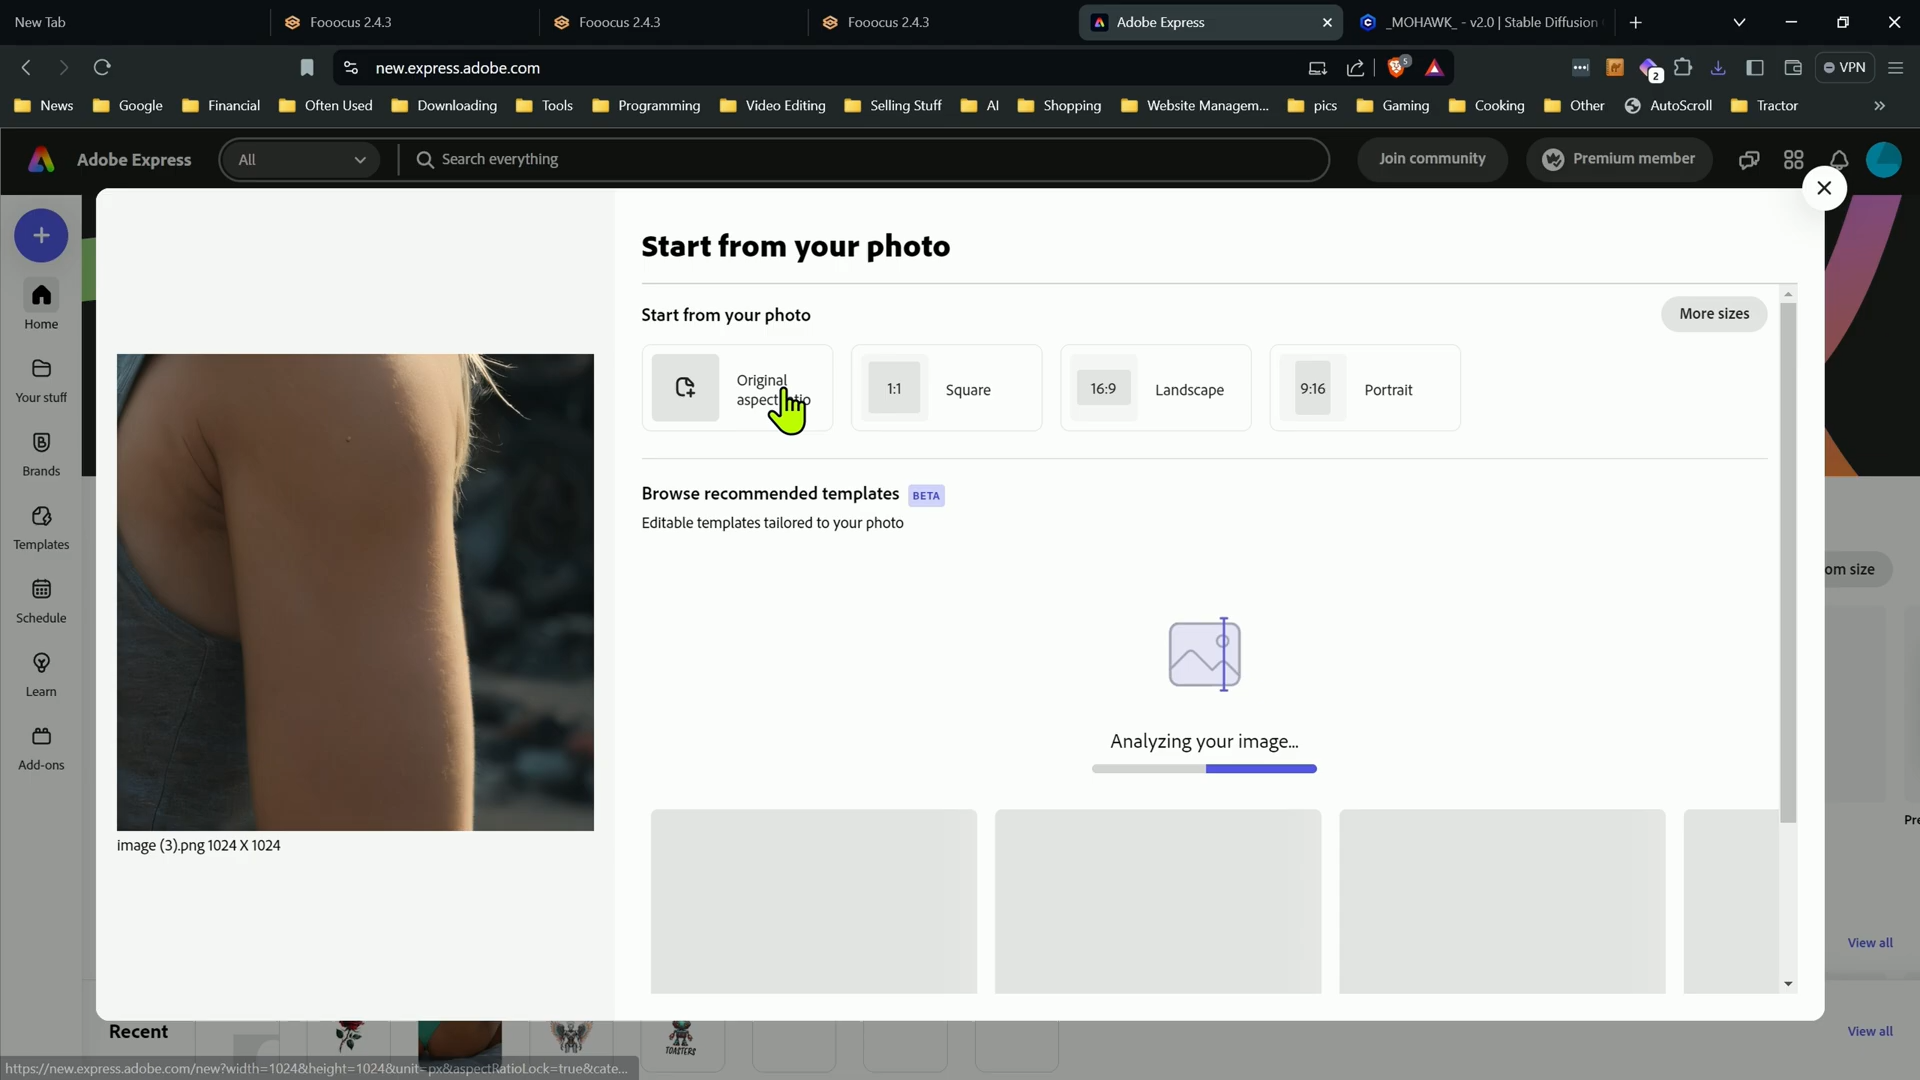 New Tab
Fooocus 2.4.3
Fooocus 2.4.3
Fooocus 2.4.3
Adobe Express
_MOHAWK_ - v2.0 | Stable Diffusion
new.express.adobe.com
5
2
VPN
News
Google
Financial
Often Used
Downloading
Tools
Programming
Video Editing
Selling Stuff
AI
Shopping
Website Managem...
pics
Gaming
Cooking
Other
AutoScroll
Tractor
Adobe Express
All
Search everything
Join community
Premium member
Home
Your stuff
Brands
Templates
Schedule
Learn
Add-ons
Start from your photo
Start from your photo
More sizes
Original
1:1
Square
16:9
Landscape
9:16
Portrait
Browse recommended templates
BETA
Editable templates tailored to your photo
Analyzing your image...
image (3).png 1024 X 1024
om size
Pre
View all
Recent
TOASTERS
View all
https://new.express.adobe.com/new?width=1024&height=1024&unit=px&aspectRatioLock=true&cate...